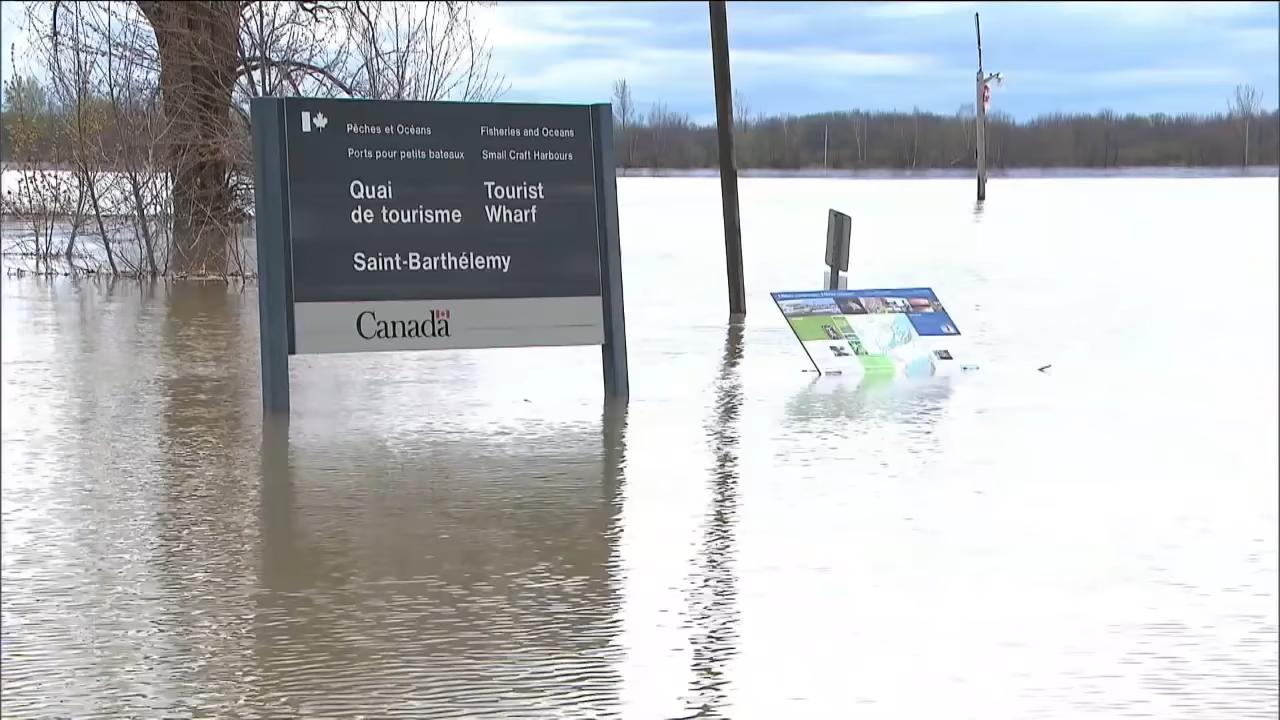 Pêches et Océans
Ports pour petits bateaux
Fisheries and Oceans
Small Craft Harbours
Quai
de tourisme
Tourist
Wharf
Saint-Barthélemy
Canada